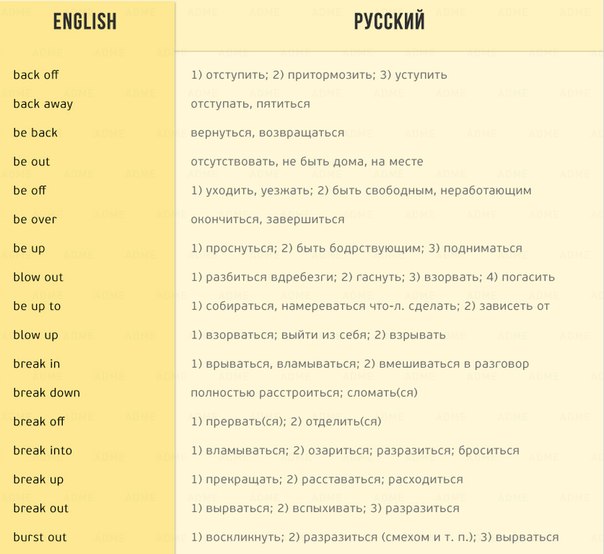 ENGLISH РУССКИЙ
back off 1) отступить; 2) притормозить; 3) уступить
back away отступать, пятиться
be back вернуться, возвращаться
be out отсутствовать, не быть дома, на месте
be off 1) уходить, уезжать; 2) быть свободным, неработающим
be over окончиться, завершиться
be up 1) проснуться; 2) быть бодрствующим; 3) подниматься
blow out 1) разбиться вдребезги; 2) гаснуть; 3) взорвать; 4) погасить
be up to 1) собираться, намереваться что-л. сделать; 2) зависеть от
blow up 1) взорваться; выйти из себя; 2) взрывать
break in 1) врываться, вламываться; 2) вмешиваться в разговор
break down полностью расстроиться; сломать(ся)
break off 1) прервать(ся); 2) отделить(ся)
break into 1) вламываться; 2) озариться; разразиться; броситься
break up 1) прекращать; 2) расставаться; расходиться
break out 1) вырваться; 2) вспыхивать; 3) разразиться
burst out 1) воскликнуть; 2) разразиться (смехом и т. п.); 3) вырваться